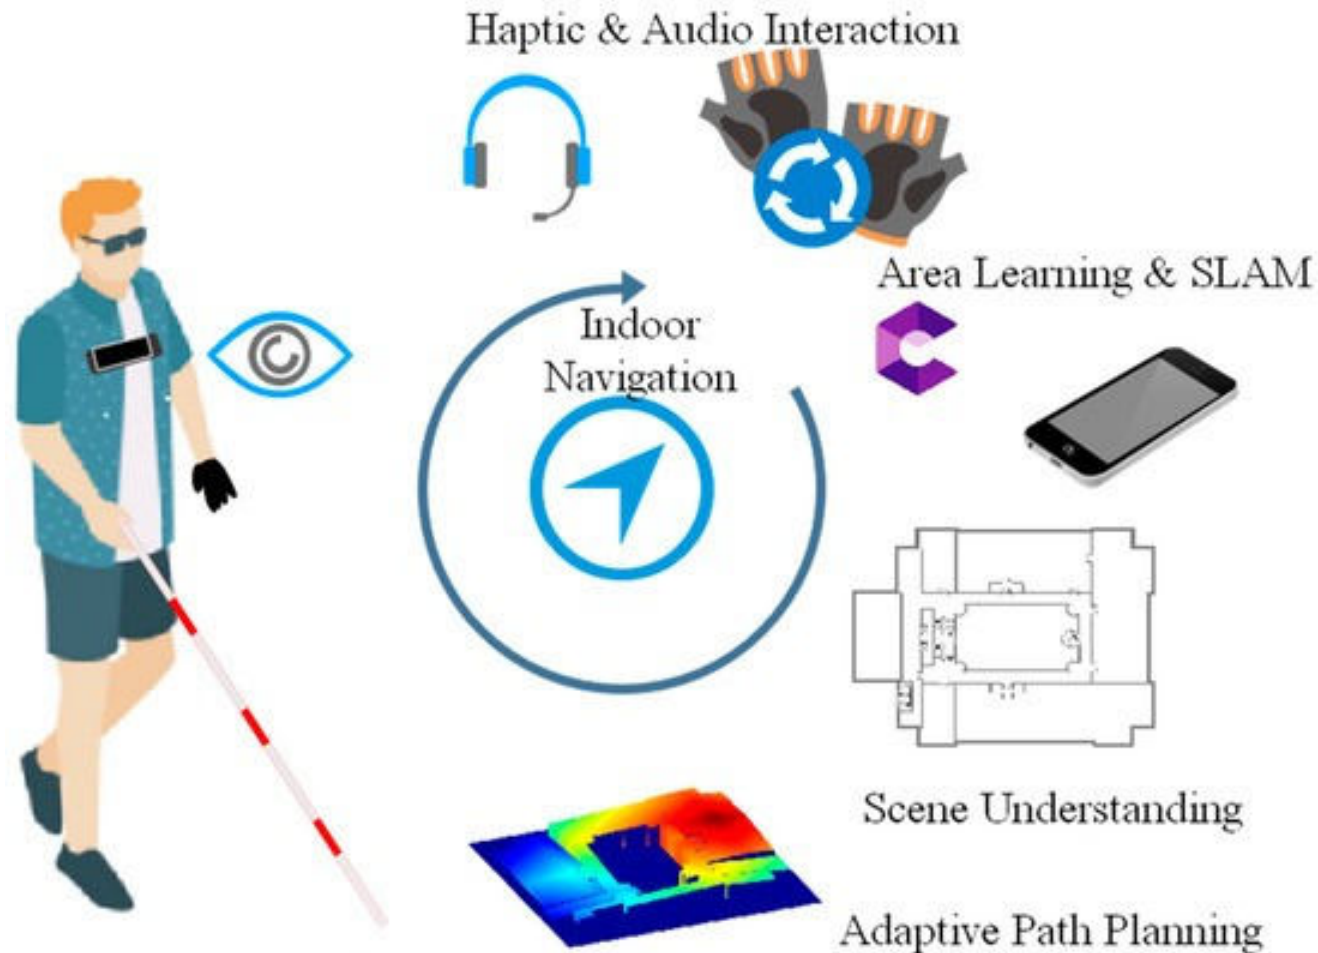 Haptic & Audio Interaction
Area Learning & SLAM
Indoor
Navigation
Scene Understanding
Adaptive Path Planning